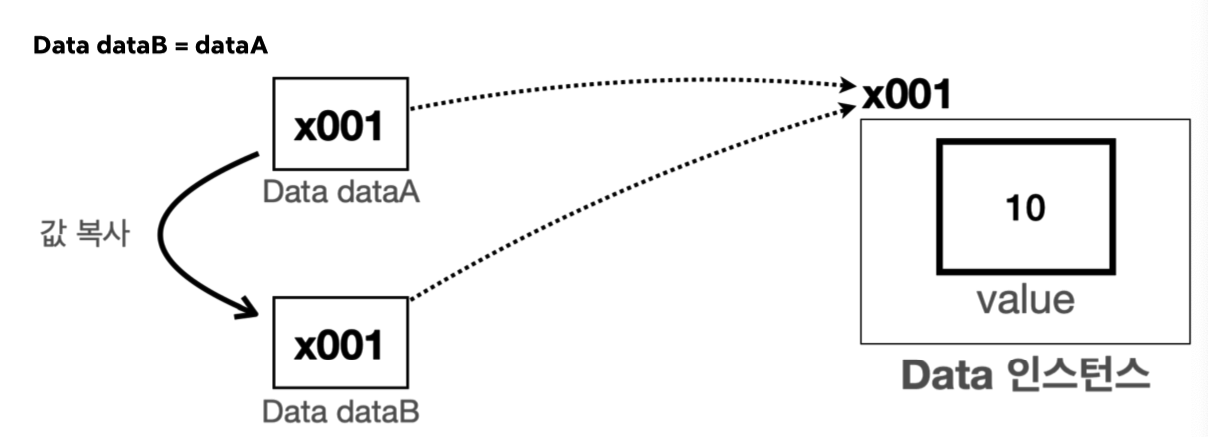 Data dataB = dataA
x001
Data dataA
값 복사
x001
Data dataB
x001
10
value
Data 인스턴스